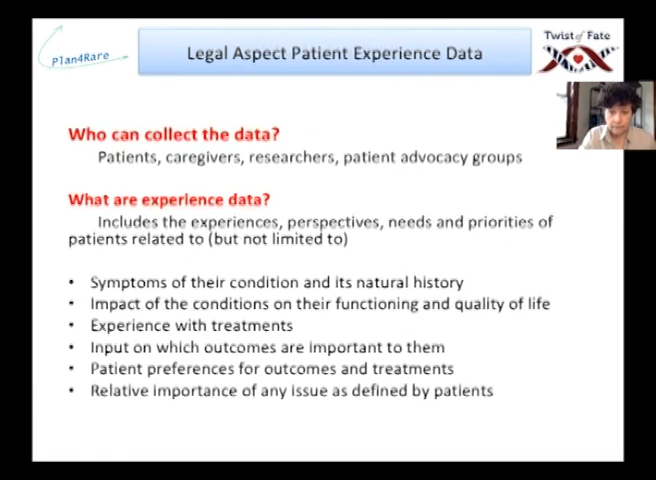 Plan4Rare
Legal Aspect Patient Experience Data
Twist of Fate
Who can collect the data?
Patients, caregivers, researchers, patient advocacy groups
What are experience data?
Includes the experiences, perspectives, needs and priorities of
patients related to (but not limited to)
• Symptoms of their condition and its natural history
• Impact of the conditions on their functioning and quality of life
• Experience with treatments
• Input on which outcomes are important to them
• Patient preferences for outcomes and treatments
• Relative importance of any issue as defined by patients